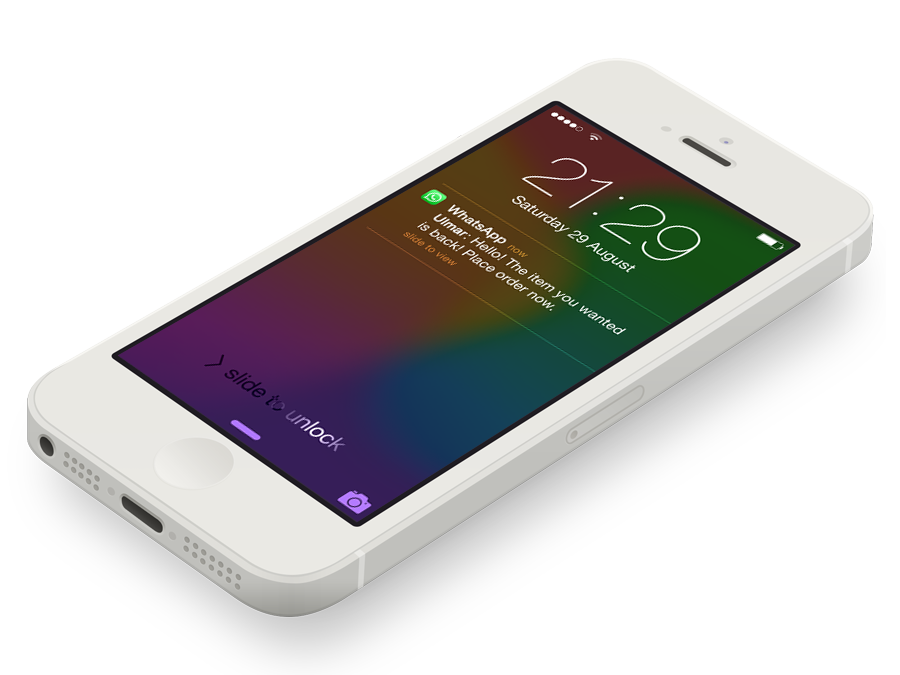 21:29
Saturday 29 August
WhatsApp now
Ulmar: Hello! The item you wanted
is back! Place order now.
slide to view
> slide to unlock